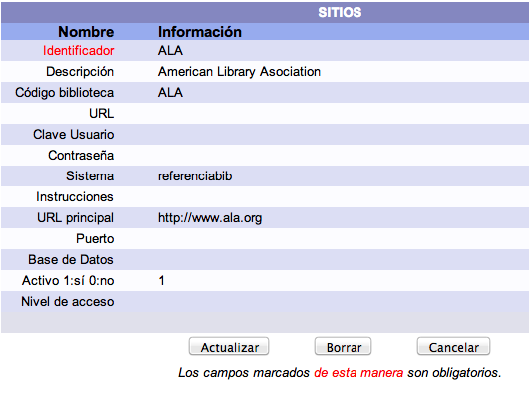 SITIOS
Nombre Información
Identificador ALA
Descripción American Library Asociation
Código biblioteca ALA
URL
Clave Usuario
Contraseña
Sistema referenciabib
Instrucciones
URL principal http://www.ala.org
Puerto
Base de Datos
Activo 1:sí 0:no 1
Nivel de acceso
Actualizar Borrar Cancelar
Los campos marcados de esta manera son obligatorios.